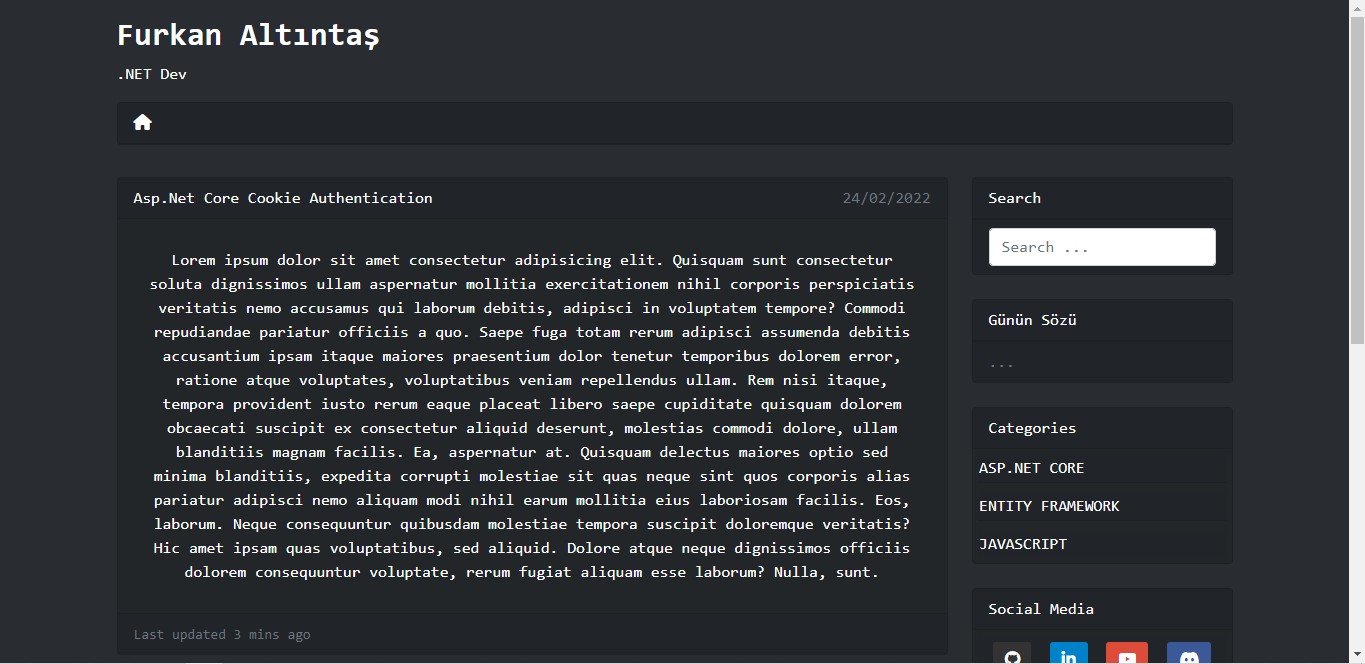 Furkan Altıntaş
.NET Dev
Asp.Net Core Cookie Authentication
24/02/2022
Lorem ipsum dolor sit amet consectetur adipisicing elit. Quisquam sunt consectetur
soluta dignissimos ullam aspernatur mollitia exercitationem nihil corporis perspiciatis
veritatis nemo accusamus qui laborum debitis, adipisci in voluptatem tempore? Commodi
repudiandae pariatur officiis a quo. Saepe fuga totam rerum adipisci assumenda debitis
accusantium ipsam itaque maiores praesentium dolor tenetur temporibus dolorem error,
ratione atque voluptates, voluptatibus veniam repellendus ullam. Rem nisi itaque,
tempora provident iusto rerum eaque placeat libero saepe cupiditate quisquam dolorem
obcaecati suscipit ex consectetur aliquid deserunt, molestias commodi dolore, ullam
blanditiis magnam facilis. Ea, aspernatur at. Quisquam delectus maiores optio sed
minima blanditiis, expedita corrupti molestiae sit quas neque sint quos corporis alias
pariatur adipisci nemo aliquam modi nihil earum mollitia eius laboriosam facilis. Eos,
laborum. Neque consequuntur quibusdam molestiae tempora suscipit doloremque veritatis?
Hic amet ipsam quas voluptatibus, sed aliquid. Dolore atque neque dignissimos officiis
dolorem consequuntur voluptate, rerum fugiat aliquam esse laborum? Nulla, sunt.
Last updated 3 mins ago
Search
Search ...
Günün Sözü
...
Categories
ASP.NET CORE
ENTITY FRAMEWORK
JAVASCRIPT
Social Media